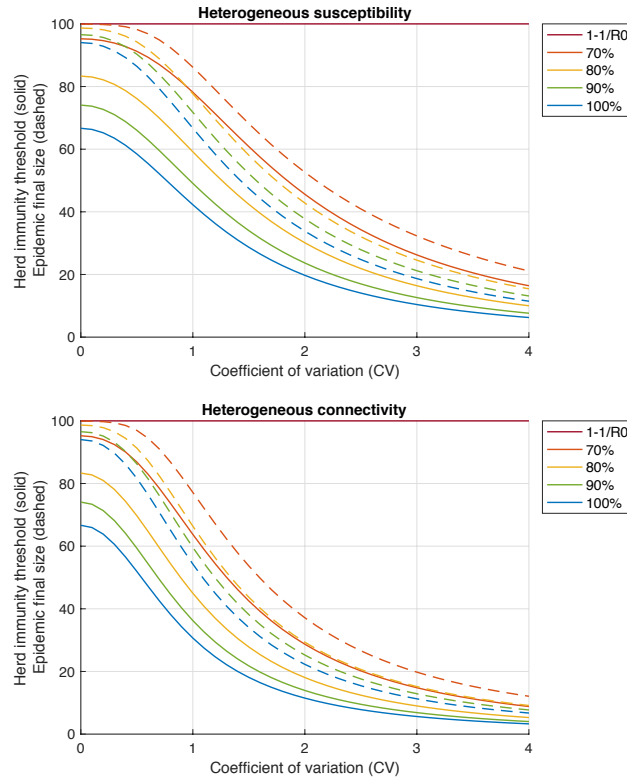 Heterogeneous susceptibility
Herd immunity threshold (solid)
Epidemic final size (dashed)
100
80
60
40
20
0
0 1 2 3 4
Coefficient of variation (CV)
1-1/R0
70%
80%
90%
100%
Heterogeneous connectivity
Herd immunity threshold (solid)
Epidemic final size (dashed)
100
80
60
40
20
0
0 1 2 3 4
Coefficient of variation (CV)
1-1/R0
70%
80%
90%
100%